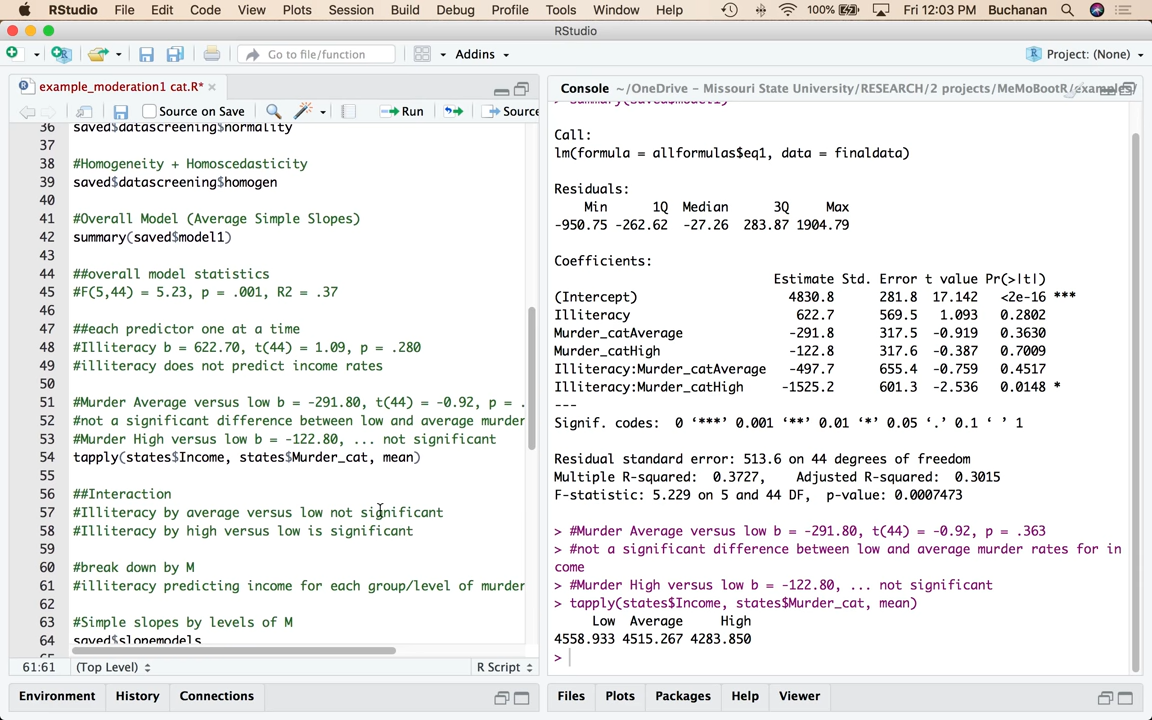 RStudio File Edit Code View Plots Session Build Debug Profile Tools Window Help 100% Fri 12:03 PM Buchanan
RStudio
Go to file/function Addins Project: (None)
example_moderation1 cat.R*
Source on Save Run Source
36 saved$datascreening$normality
37
38 #Homogeneity + Homoscedasticity
39 saved$datascreening$homogen
40
41 #Overall Model (Average Simple Slopes)
42 summary(saved$model1)
43
44 ##overall model statistics
45 #F(5,44) = 5.23, p = .001, R2 = .37
46
47 ##each predictor one at a time
48 #Illiteracy b = 622.70, t(44) = 1.09, p = .280
49 #illiteracy does not predict income rates
50
51 #Murder Average versus low b = -291.80, t(44) = -0.92, p = .
52 #not a significant difference between low and average murder
53 #Murder High versus low b = -122.80, ... not significant
54 tapply(states$Income, states$Murder_cat, mean)
55
56 ##Interaction
57 #Illiteracy by average versus low not significant
58 #Illiteracy by high versus low is significant
59
60 #break down by M
61 #illiteracy predicting income for each group/level of murder
62
63 #Simple slopes by levels of M
64 saved$slopemodels
61:61 (Top Level) R Script
Environment History Connections
Console ~/OneDrive - Missouri State University/RESEARCH/2 projects/MeMoBootR/examples/
> summary(saved$model1)
Call:
lm(formula = allformulas$eq1, data = finaldata)
Residuals:
Min 1Q Median 3Q Max
-950.75 -262.62 -27.26 283.87 1904.79
Coefficients:
Estimate Std. Error t value Pr(>|t|)
(Intercept) 4830.8 281.8 17.142 <2e-16 ***
Illiteracy 622.7 569.5 1.093 0.2802
Murder_catAverage -291.8 317.5 -0.919 0.3630
Murder_catHigh -122.8 317.6 -0.387 0.7009
Illiteracy:Murder_catAverage -497.7 655.4 -0.759 0.4517
Illiteracy:Murder_catHigh -1525.2 601.3 -2.536 0.0148 *
---
Signif. codes: 0 ‘***’ 0.001 ‘**’ 0.01 ‘*’ 0.05 ‘.’ 0.1 ‘ ’ 1
Residual standard error: 513.6 on 44 degrees of freedom
Multiple R-squared: 0.3727, Adjusted R-squared: 0.3015
F-statistic: 5.229 on 5 and 44 DF, p-value: 0.0007473
> #Murder Average versus low b = -291.80, t(44) = -0.92, p = .363
> #not a significant difference between low and average murder rates for in
come
> #Murder High versus low b = -122.80, ... not significant
> tapply(states$Income, states$Murder_cat, mean)
Low Average High
4558.933 4515.267 4283.850
>
Files Plots Packages Help Viewer